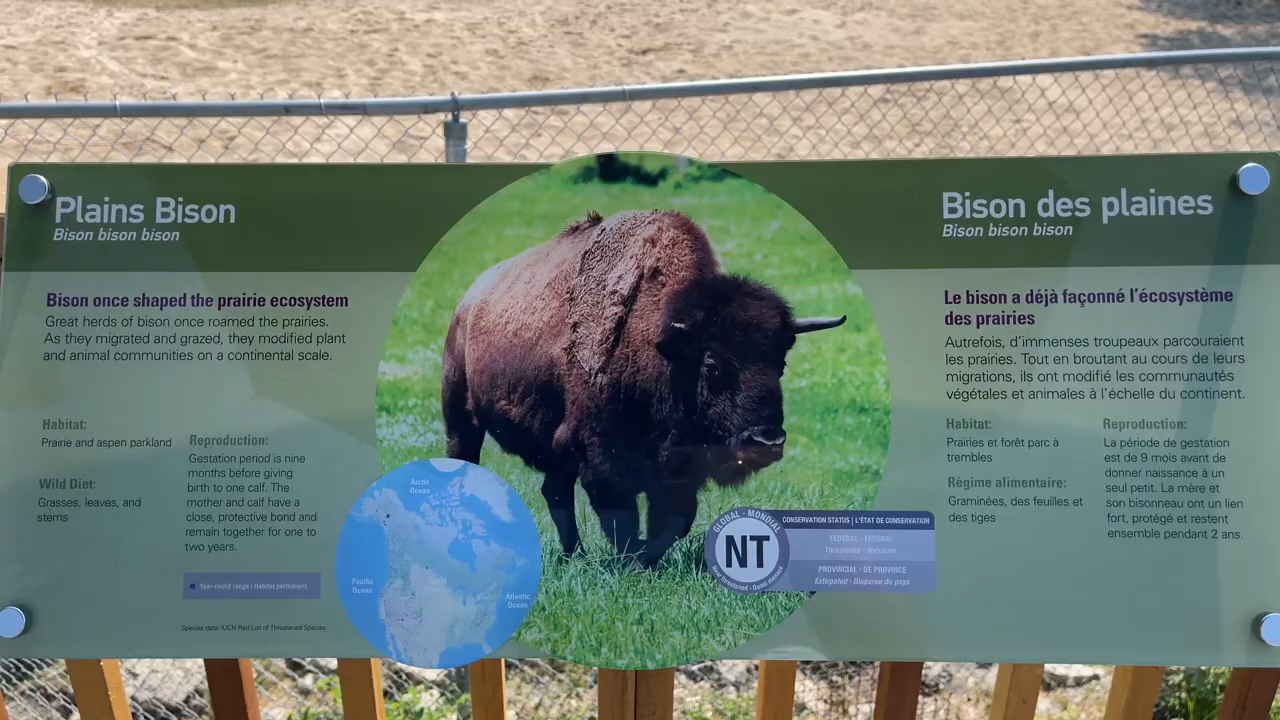 Plains Bison
Bison bison bison
Bison once shaped the prairie ecosystem
Great herds of bison once roamed the prairies.
As they migrated and grazed, they modified plant
and animal communities on a continental scale.
Habitat:
Prairie and aspen parkland
Wild Diet:
Grasses, leaves, and
stems
Reproduction:
Gestation period is nine
months before giving
birth to one calf. The
mother and calf have a
close, protective bond and
remain together for one to
two years.
Year-round range / Habitat permanent
Species data: IUCN Red List of Threatened Species
Arctic
Ocean
Pacific
Ocean
Atlantic
Ocean
GLOBAL · MONDIAL
NT
Near Threatened
CONSERVATION STATUS | L'ÉTAT DE CONSERVATION
FEDERAL · FÉDÉRAL
Threatened · Menacée
PROVINCIAL · DE PROVINCE
Extirpated · Disparue du pays
Bison des plaines
Bison bison bison
Le bison a déjà façonné l'écosystème
des prairies
Autrefois, d'immenses troupeaux parcouraient
les prairies. Tout en broutant au cours de leurs
migrations, ils ont modifié les communautés
végétales et animales à l'échelle du continent.
Habitat:
Prairies et forêt parc à
trembles
Régime alimentaire:
Graminées, des feuilles et
des tiges
Reproduction:
La période de gestation
est de 9 mois avant de
donner naissance à un
seul petit. La mère et
son bisonneau ont un lien
fort, protégé et restent
ensemble pendant 2 ans.